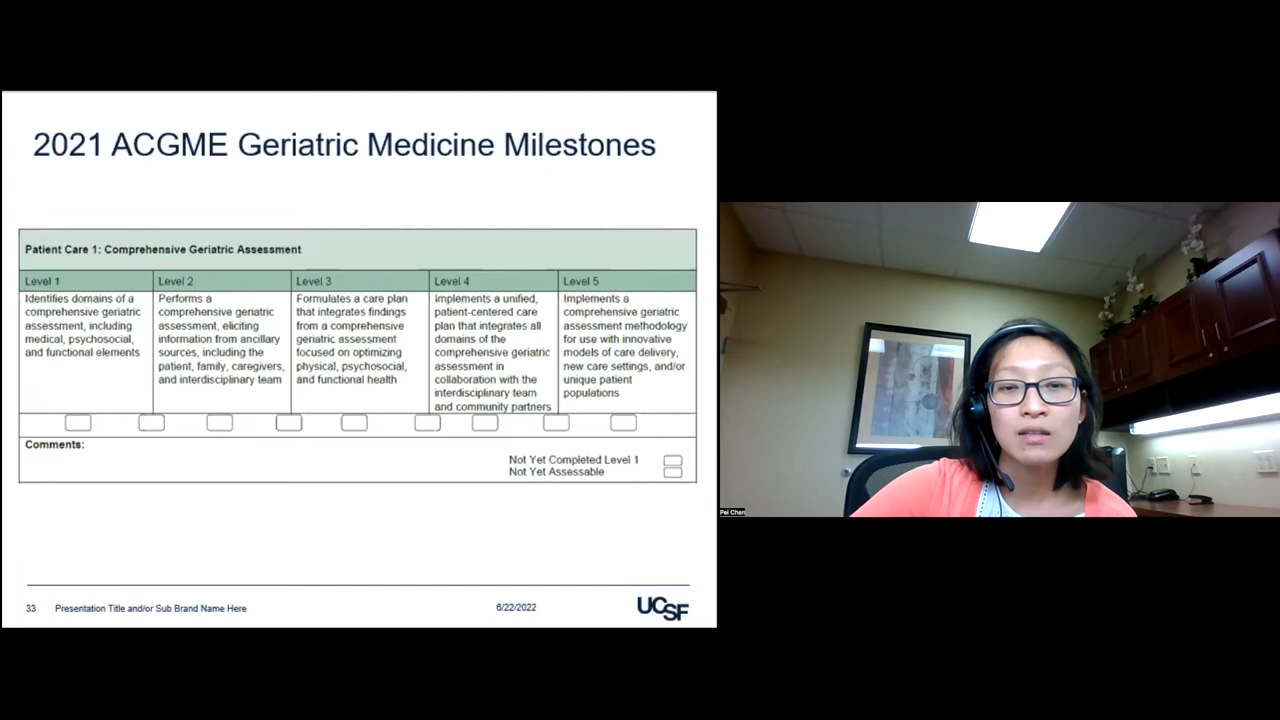 2021 ACGME Geriatric Medicine Milestones
Patient Care 1: Comprehensive Geriatric Assessment
Level 1
Identifies domains of a
comprehensive geriatric
assessment, including
medical, psychosocial,
and functional elements
Level 2
Performs a
comprehensive geriatric
assessment, eliciting
information from ancillary
sources, including the
patient, family, caregivers,
and interdisciplinary team
Level 3
Formulates a care plan
that integrates findings
from a comprehensive
geriatric assessment
focused on optimizing
physical, psychosocial,
and functional health
Level 4
Implements a unified,
patient-centered care
plan that integrates all
domains of the
comprehensive geriatric
assessment in
collaboration with the
interdisciplinary team
and community partners
Level 5
Implements a
comprehensive geriatric
assessment methodology
for use with innovative
models of care delivery,
new care settings, and/or
unique patient
populations
Comments:
Not Yet Completed Level 1
Not Yet Assessable
33 Presentation Title and/or Sub Brand Name Here 6/22/2022 UCSF
Pei Chen